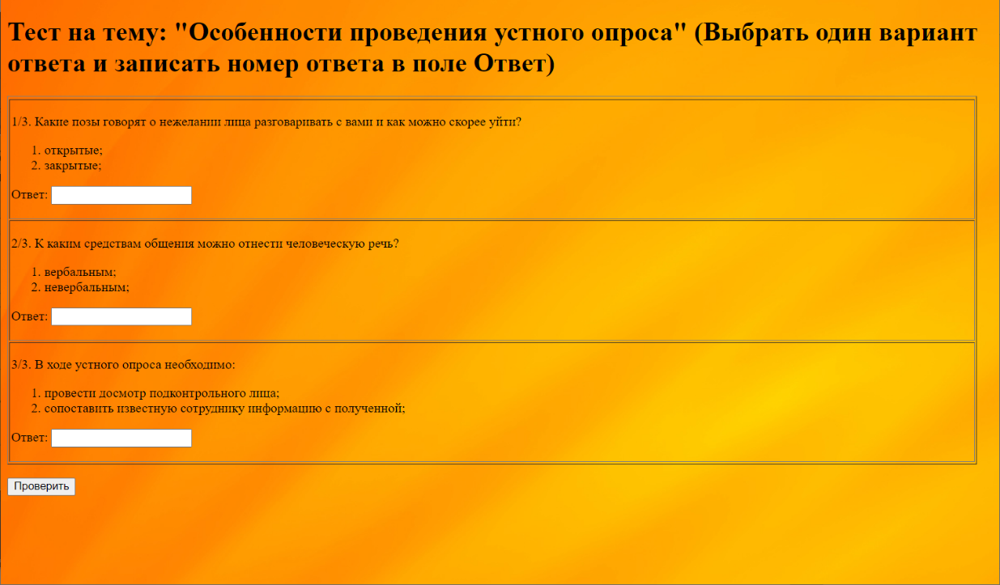 Тест на тему: "Особенности проведения устного опроса" (Выбрать один вариант
ответа и записать номер ответа в поле Ответ)
1/3. Какие позы говорят о нежелании лица разговаривать с вами и как можно скорее уйти?
1. открытые;
2. закрытые;
Ответ:
2/3. К каким средствам общения можно отнести человеческую речь?
1. вербальным;
2. невербальным;
Ответ:
3/3. В ходе устного опроса необходимо:
1. провести досмотр подконтрольного лица;
2. сопоставить известную сотруднику информацию с полученной;
Ответ:
Проверить